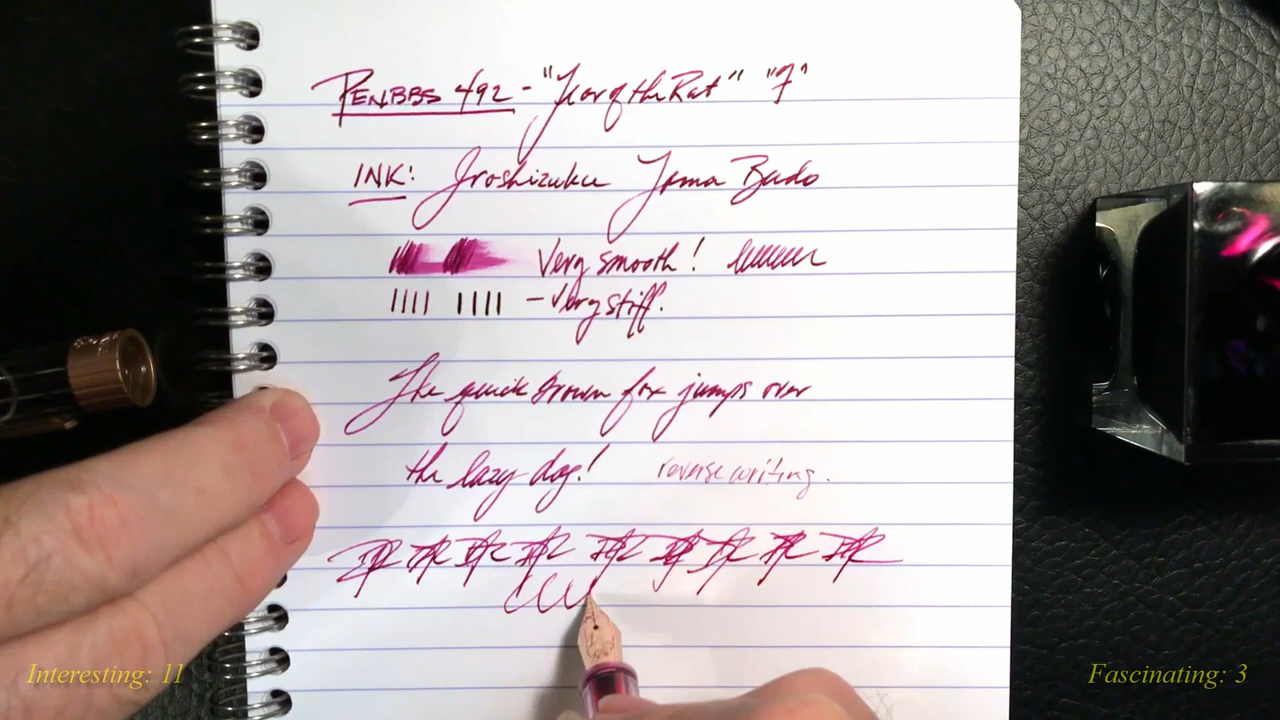 PENBBS 492 - "Year of the Rat" "F"
INK: Iroshizuku Yama Budo
Very smooth!
- Very stiff.
The quick brown fox jumps over
the lazy dog! reverse writing.
Interesting: 11
Fascinating: 3